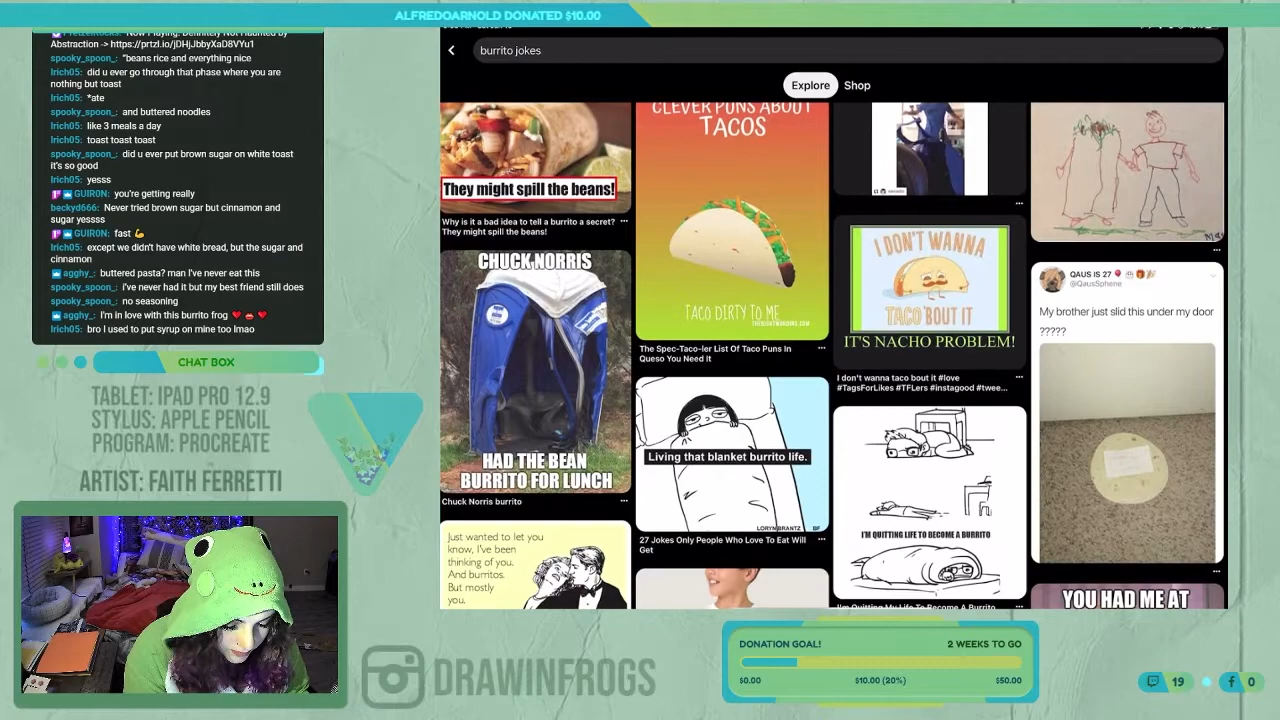 ALFREDOARNOLD DONATED $10.00
PretzelRocks: Now Playing: Definitely Not Haunted by
Abstraction -> https://prtzl.io/jDHjJbbyXaD8VYu1
spooky_spoon_: "beans rice and everything nice
lrich05: did u ever go through that phase where you are
nothing but toast
lrich05: *ate
spooky_spoon_: and buttered noodles
lrich05: like 3 meals a day
lrich05: toast toast toast
spooky_spoon_: did u ever put brown sugar on white toast
it's so good
lrich05: yesss
GUIR0N: you're getting really
beckyd666: Never tried brown sugar but cinnamon and
sugar yessss
GUIR0N: fast 💪
lrich05: except we didn't have white bread, but the sugar and
cinnamon
agghy_: buttered pasta? man I've never eat this
spooky_spoon_: i've never had it but my best friend still does
spooky_spoon_: no seasoning
agghy_: I'm in love with this burrito frog
lrich05: bro I used to put syrup on mine too lmao
CHAT BOX
TABLET: IPAD PRO 12.9
STYLUS: APPLE PENCIL
PROGRAM: PROCREATE
ARTIST: FAITH FERRETTI
burrito jokes
Explore
Shop
They might spill the beans!
Why is it a bad idea to tell a burrito a secret?
They might spill the beans!
CHUCK NORRIS
HAD THE BEAN
BURRITO FOR LUNCH
Chuck Norris burrito
Just wanted to let you
know, I've been
thinking of you.
And burritos.
But mostly
you.
CLEVER PUNS ABOUT
TACOS
TACO DIRTY TO ME
The Spec-Taco-ler List Of Taco Puns In
Queso You Need It
Living that blanket burrito life.
LORYN BRANTZ BF
27 Jokes Only People Who Love To Eat Will
Get
I DON'T WANNA
TACO 'BOUT IT
IT'S NACHO PROBLEM!
I don't wanna taco bout it #love
#TagsForLikes #TFLers #instagood #twee...
I'M QUITTING LIFE TO BECOME A BURRITO
I'm Quitting My Life To Become A Burrito
QAUS IS 27
@QausSphene
My brother just slid this under my door
?????
YOU HAD ME AT
DRAWINFROGS
DONATION GOAL!
2 WEEKS TO GO
$0.00
$10.00 (20%)
$50.00
19
0